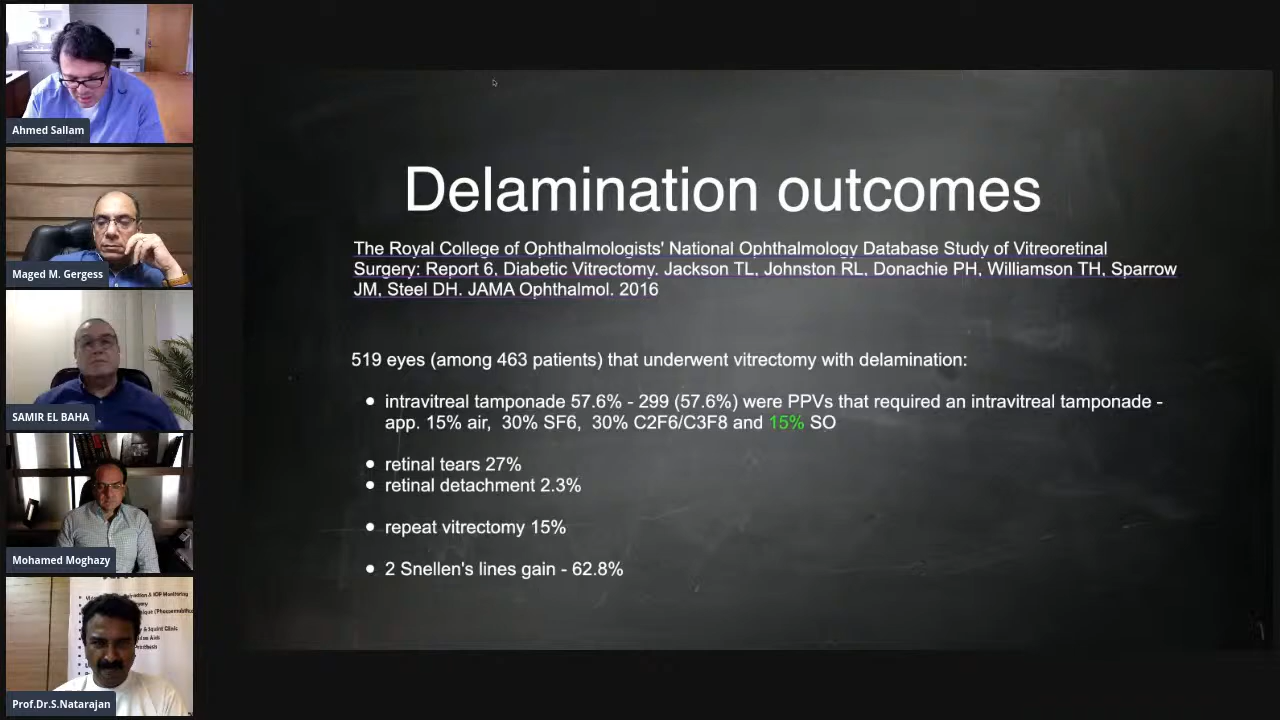 Ahmed Sallam
Maged M. Gergess
SAMIR EL BAHA
Mohamed Moghazy
Prof.Dr.S.Natarajan
Delamination outcomes
The Royal College of Ophthalmologists' National Ophthalmology Database Study of Vitreoretinal
Surgery: Report 6, Diabetic Vitrectomy. Jackson TL, Johnston RL, Donachie PH, Williamson TH, Sparrow
JM, Steel DH. JAMA Ophthalmol. 2016
519 eyes (among 463 patients) that underwent vitrectomy with delamination:
• intravitreal tamponade 57.6% - 299 (57.6%) were PPVs that required an intravitreal tamponade -
app. 15% air, 30% SF6, 30% C2F6/C3F8 and 15% SO
• retinal tears 27%
• retinal detachment 2.3%
• repeat vitrectomy 15%
• 2 Snellen's lines gain - 62.8%